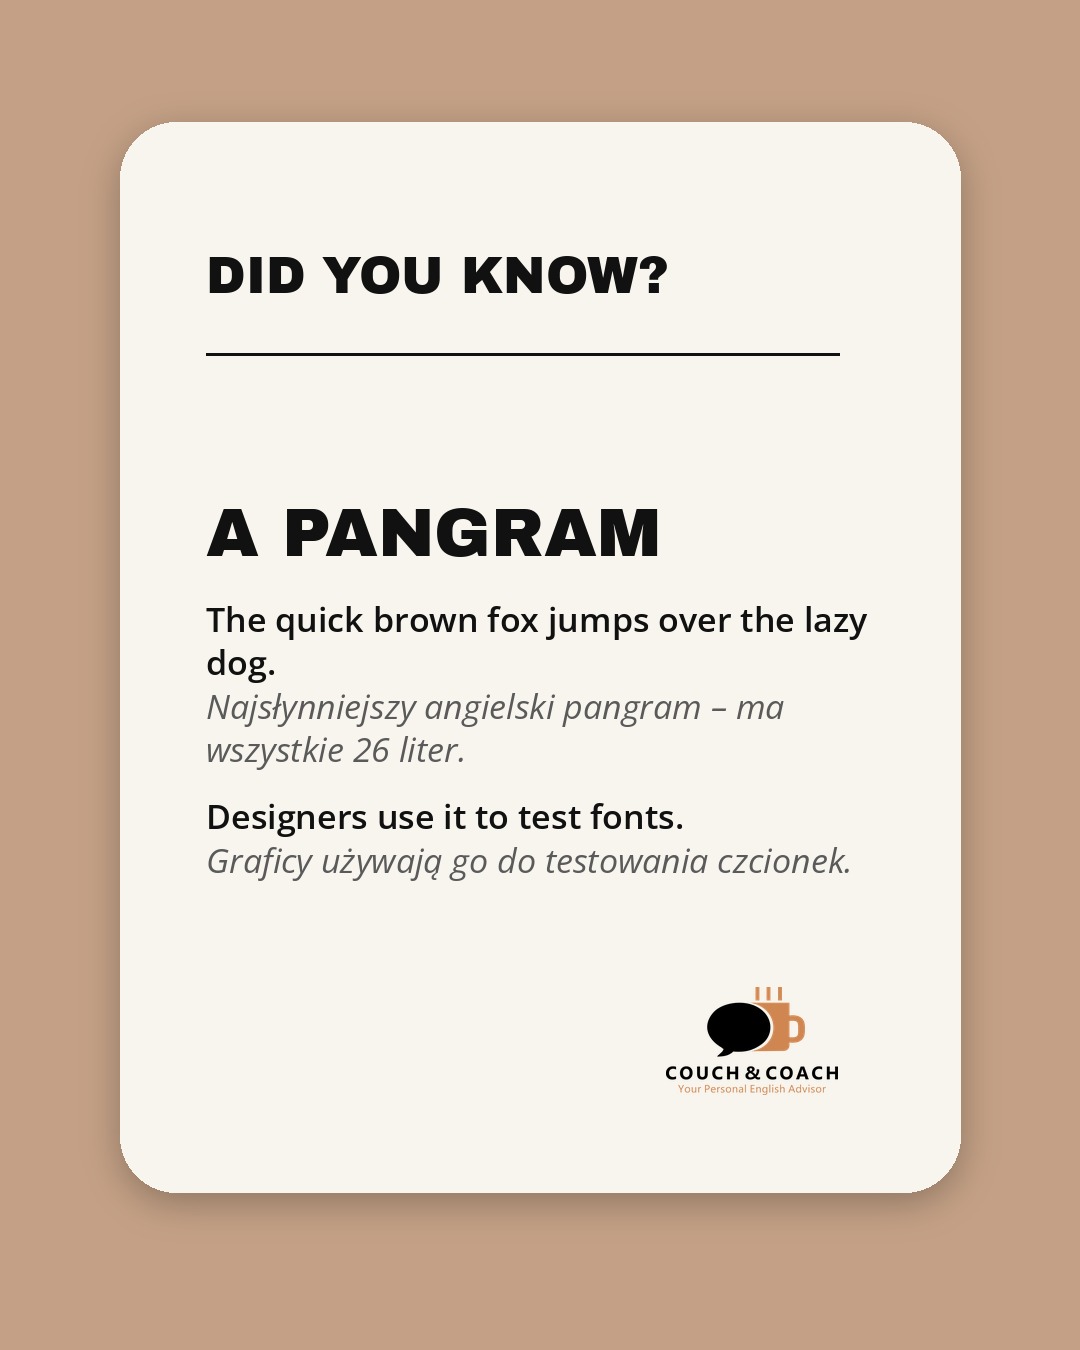 DID YOU KNOW?
A PANGRAM
The quick brown fox jumps over the lazy
dog.
Najsłynniejszy angielski pangram – ma
wszystkie 26 liter.
Designers use it to test fonts.
Graficy używają go do testowania czcionek.
COUCH & COACH
Your Personal English Advisor